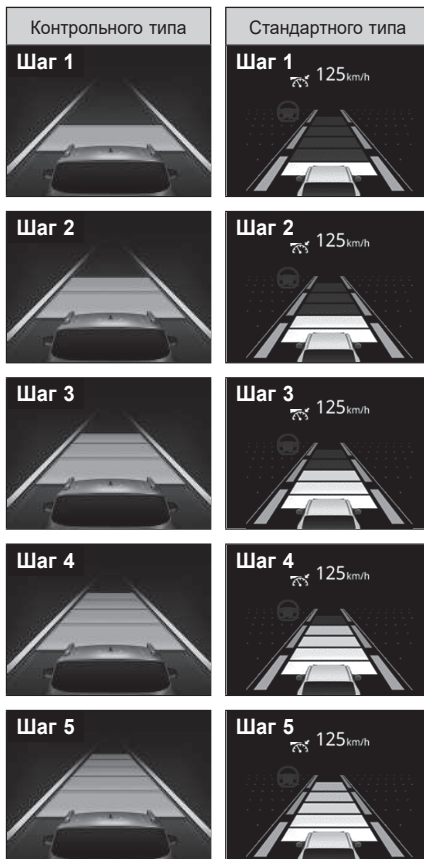 Контрольного типа
Стандартного типа
Шаг 1
Шаг 1
125km/h
Шаг 2
Шаг 2
125km/h
Шаг 3
Шаг 3
125km/h
Шаг 4
Шаг 4
125km/h
Шаг 5
Шаг 5
125km/h